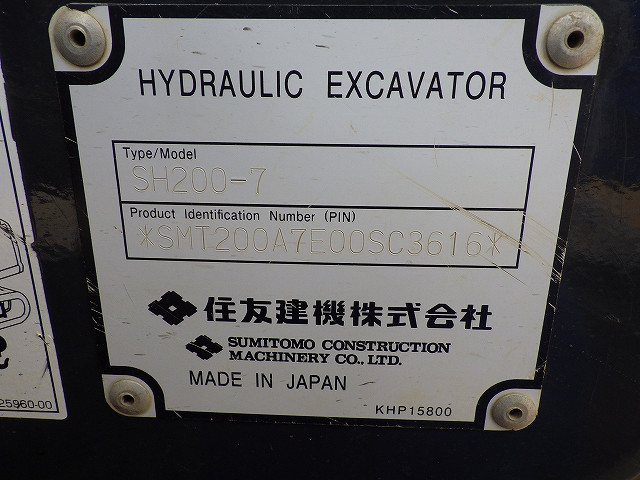 HYDRAULIC EXCAVATOR
Type/Model
SH200-7
Product Identification Number (PIN)
*SMT200A7E00SC3616*
住友建機株式会社
SUMITOMO CONSTRUCTION
MACHINERY CO., LTD.
MADE IN JAPAN
KHP15800
25960-00